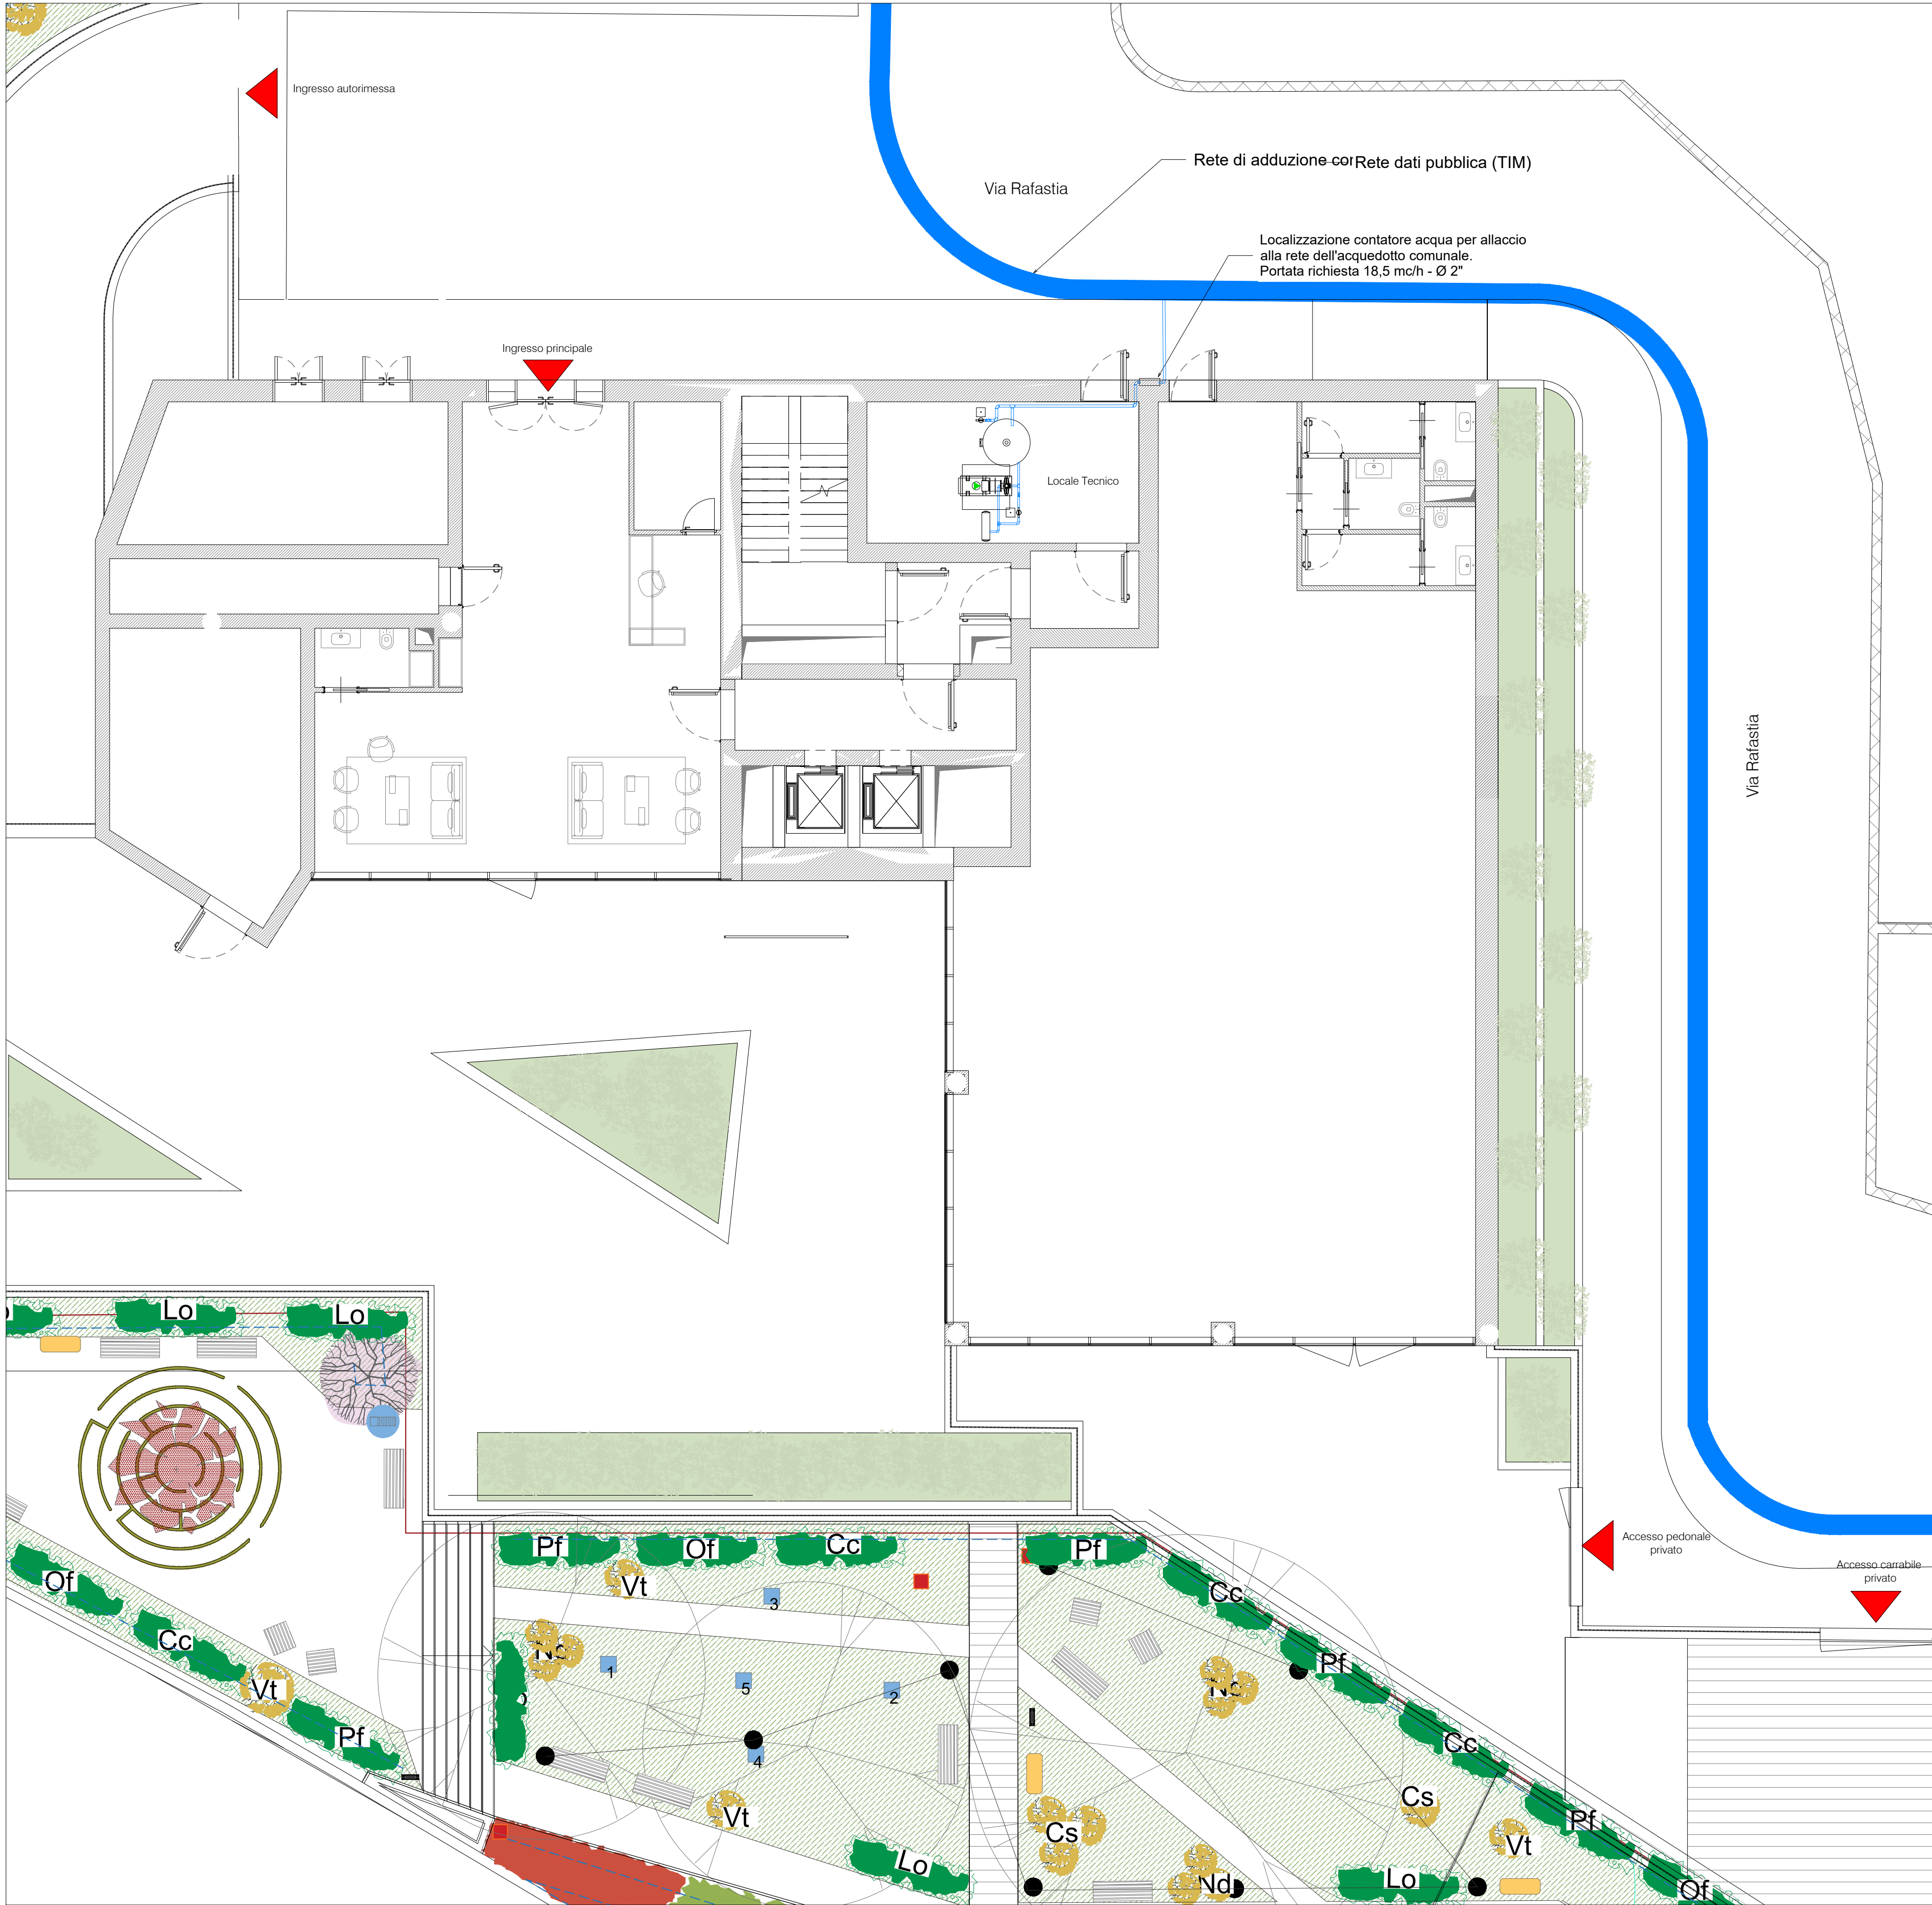 Ingresso autorimessa
Rete di adduzione cor Rete dati pubblica (TIM)
Via Rafastia
Localizzazione contatore acqua per allaccio
alla rete dell'acquedotto comunale.
Portata richiesta 18,5 mc/h - Ø 2"
Ingresso principale
Locale Tecnico
Via Rafastia
Lo
Lo
Pf
Of
Cc
Pf
Accesso pedonale
privato
Accesso carrabile
privato
Of
Vt
Cc
3
Cc
1
5
2
Pf
Vt
Pf
Cc
4
Cs
Vt
Cs
Pf
Vt
Lo
Lo
Nd
Of